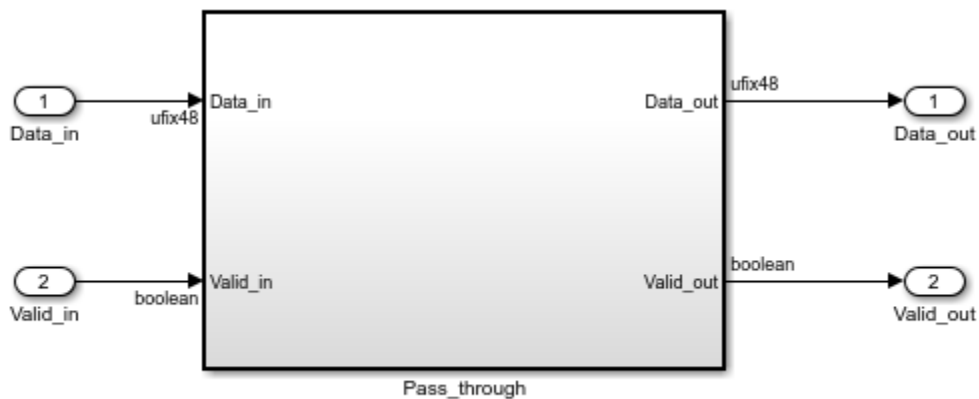 1
Data_in
ufix48
Data_in
Data_out
ufix48
1
Data_out
2
Valid_in
boolean
Valid_in
Valid_out
boolean
2
Valid_out
Pass_through